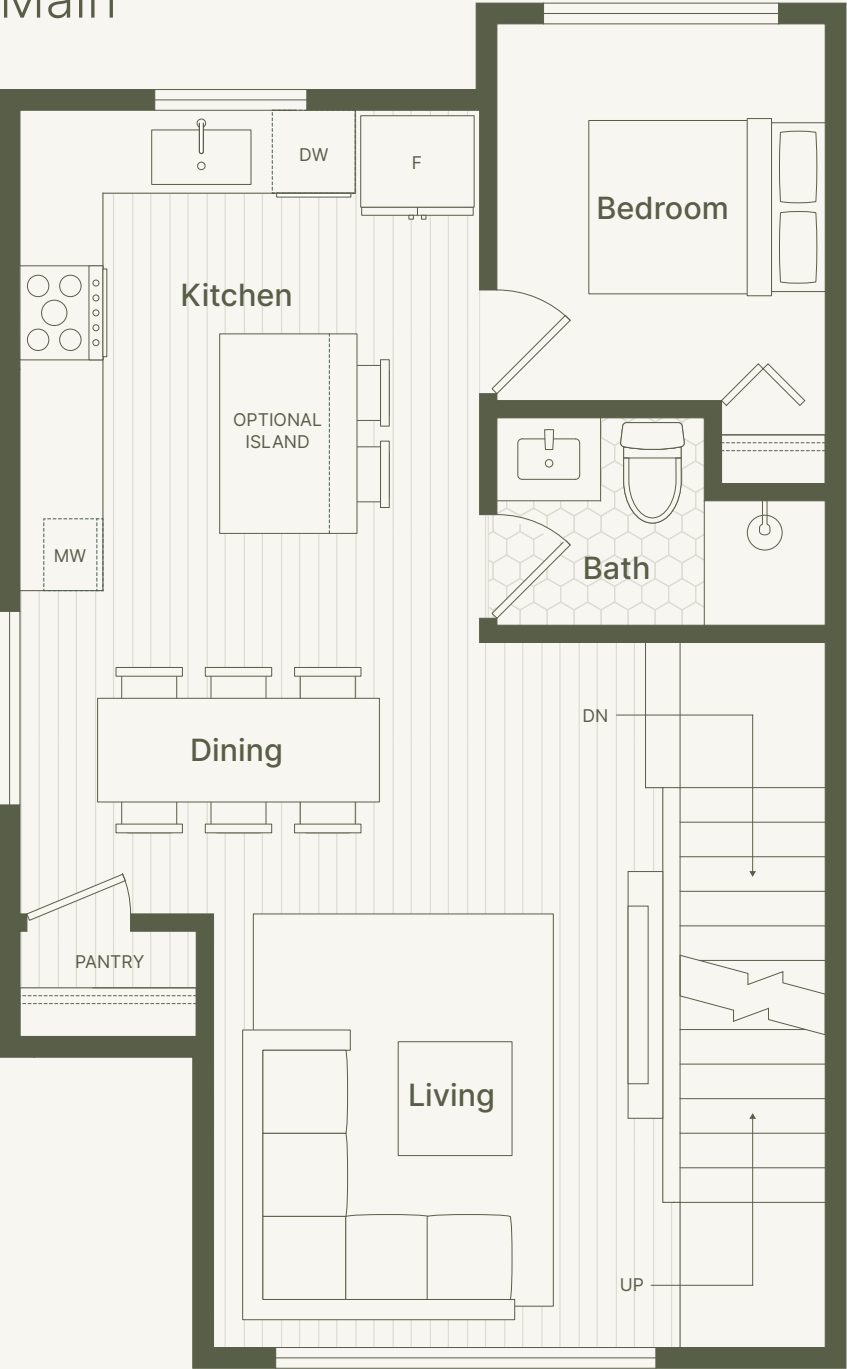 Main
DW
F
Bedroom
Kitchen
OPTIONAL
ISLAND
MW
Bath
DN
Dining
PANTRY
Living
UP